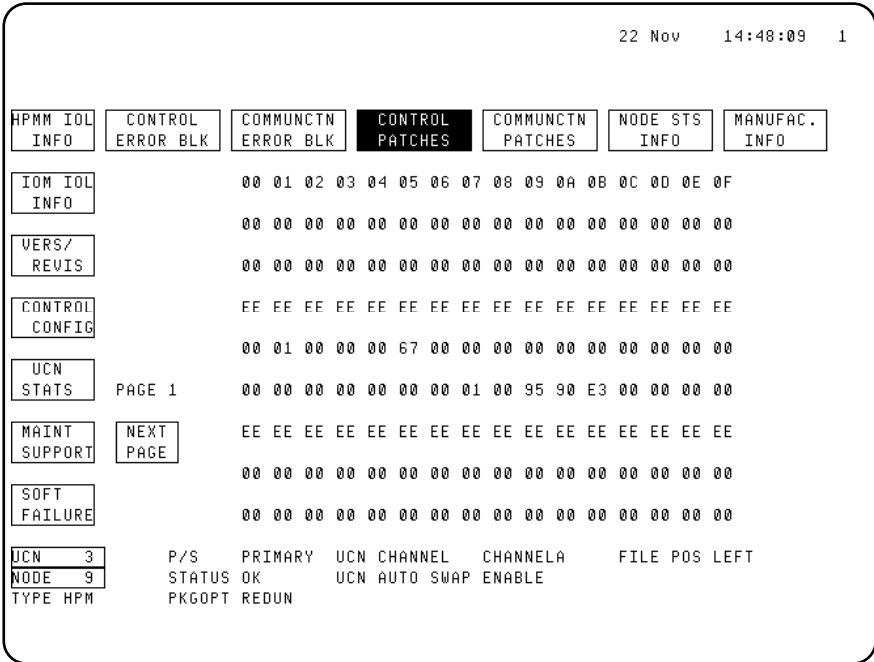 22 Nov 14:48:09 1
HPMM IOL CONTROL COMMUNCTN CONTROL COMMUNCTN NODE STS MANUFAC.
INFO ERROR BLK ERROR BLK PATCHES PATCHES INFO INFO
IOM IOL 00 01 02 03 04 05 06 07 08 09 0A 0B 0C 0D 0E 0F
INFO
00 00 00 00 00 00 00 00 00 00 00 00 00 00 00 00
VERS/
REVIS 00 00 00 00 00 00 00 00 00 00 00 00 00 00 00 00
CONTROL EE EE EE EE EE EE EE EE EE EE EE EE EE EE EE EE
CONFIG
00 01 00 00 00 67 00 00 00 00 00 00 00 00 00 00
UCN
STATS PAGE 1 00 00 00 00 00 00 00 01 00 95 90 E3 00 00 00 00
MAINT NEXT EE EE EE EE EE EE EE EE EE EE EE EE EE EE EE EE
SUPPORT PAGE
00 00 00 00 00 00 00 00 00 00 00 00 00 00 00 00
SOFT
FAILURE 00 00 00 00 00 00 00 00 00 00 00 00 00 00 00 00
UCN 3 P/S PRIMARY UCN CHANNEL CHANNELA FILE POS LEFT
NODE 9 STATUS OK UCN AUTO SWAP ENABLE
TYPE HPM PKGOPT REDUN